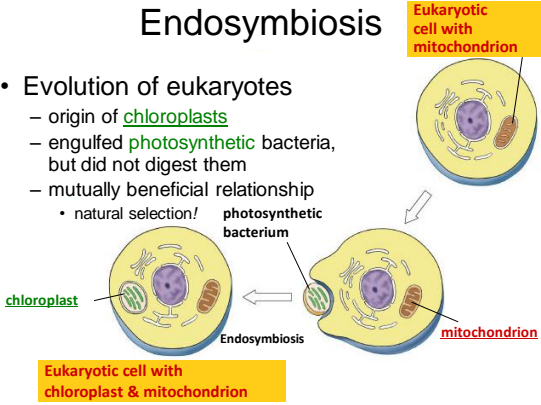 Endosymbiosis
Eukaryotic
cell with
mitochondrion
• Evolution of eukaryotes
– origin of chloroplasts
– engulfed photosynthetic bacteria,
but did not digest them
– mutually beneficial relationship
• natural selection!
photosynthetic
bacterium
chloroplast
mitochondrion
Endosymbiosis
Eukaryotic cell with
chloroplast & mitochondrion